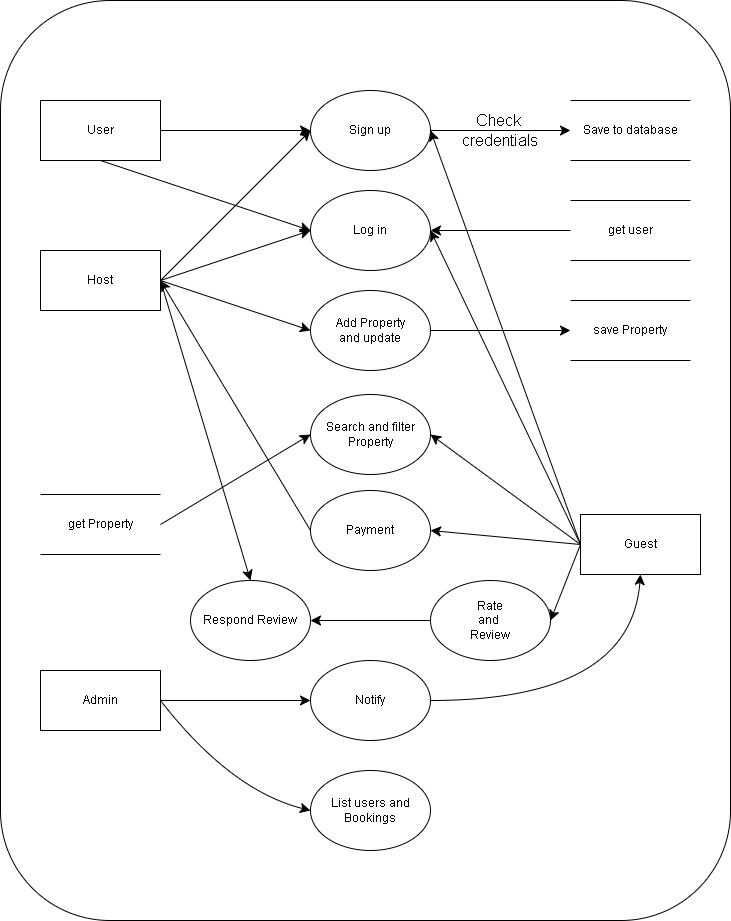 User
Sign up
Check
credentials
Save to database
Log in
get user
Host
Add Property
and update
save Property
Search and filter
Property
get Property
Payment
Guest
Respond Review
Rate
and
Review
Admin
Notify
List users and
Bookings